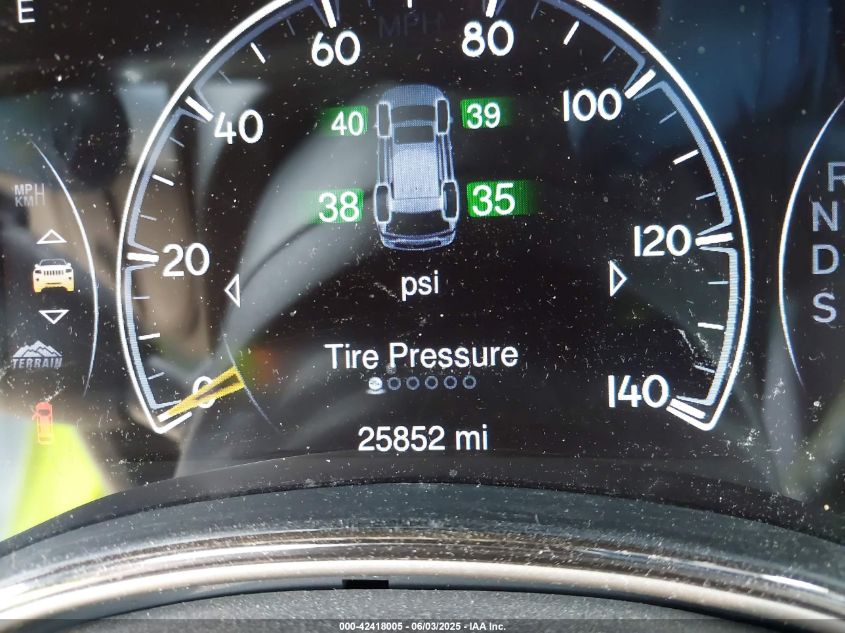 E
MPH
60
80
40
100
40
39
MPH
KM
38
35
R
N
D
S
20
120
psi
TERRAIN
Tire Pressure
0
140
25852 mi
000-42418005 - 06/03/2025 - IAA Inc.